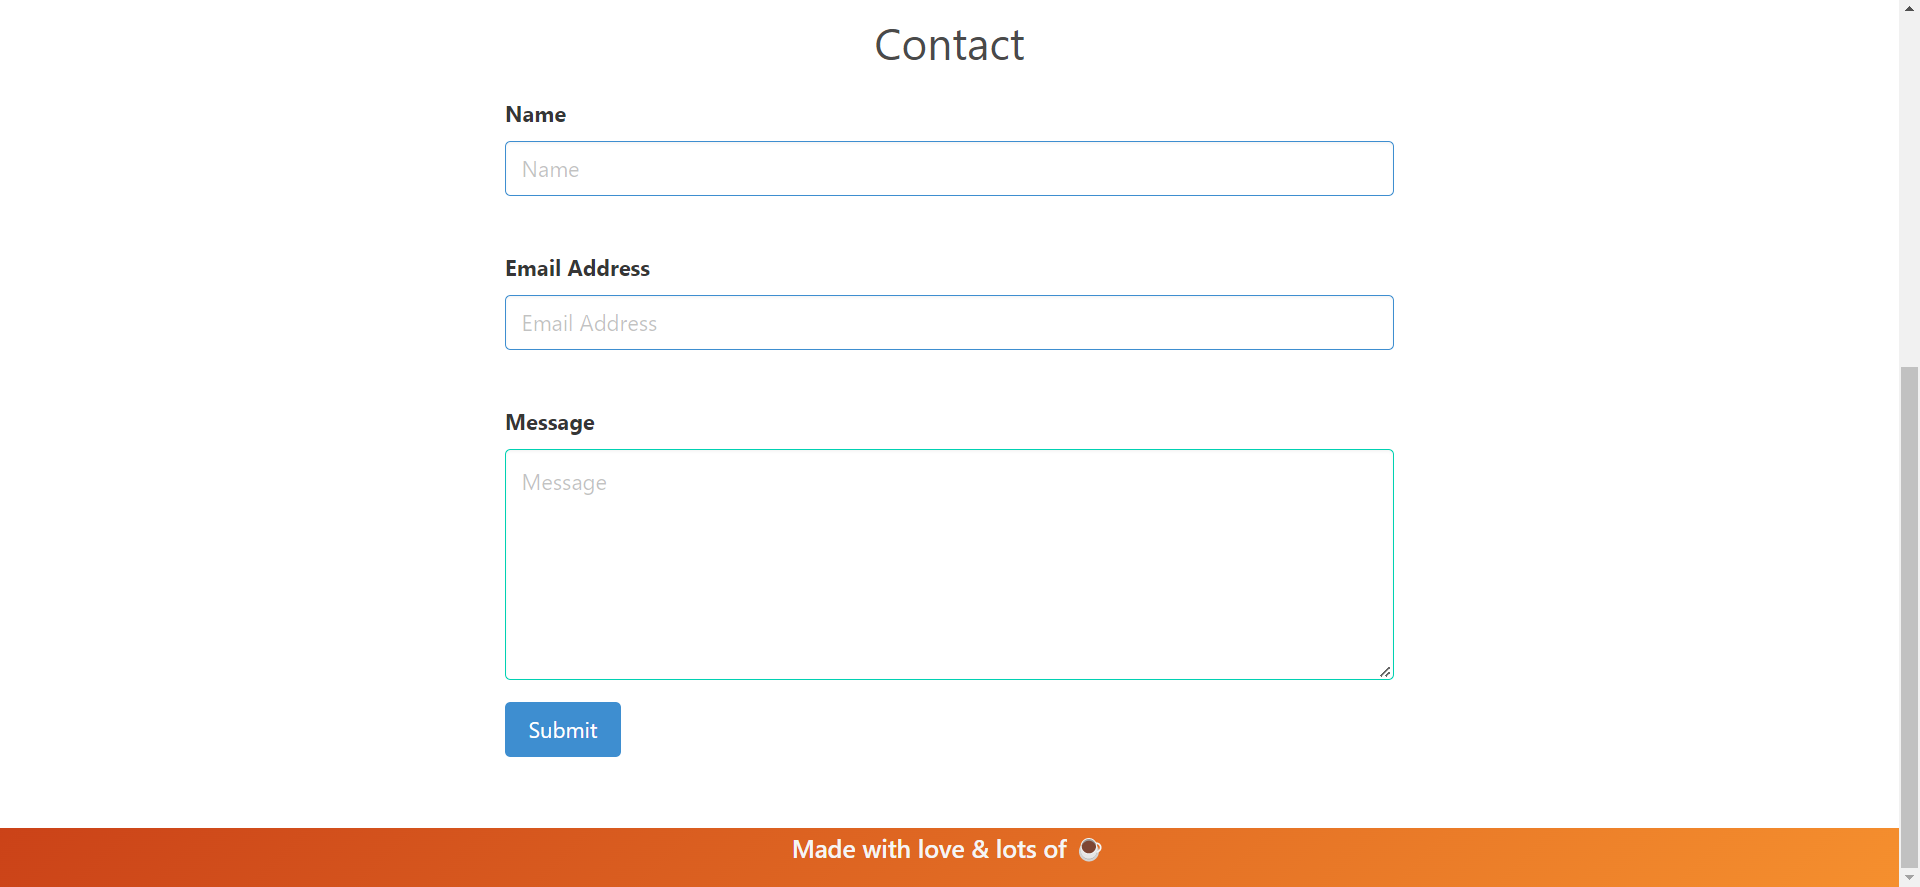 Contact
Name
Name
Email Address
Email Address
Message
Message
Submit
Made with love & lots of ☕